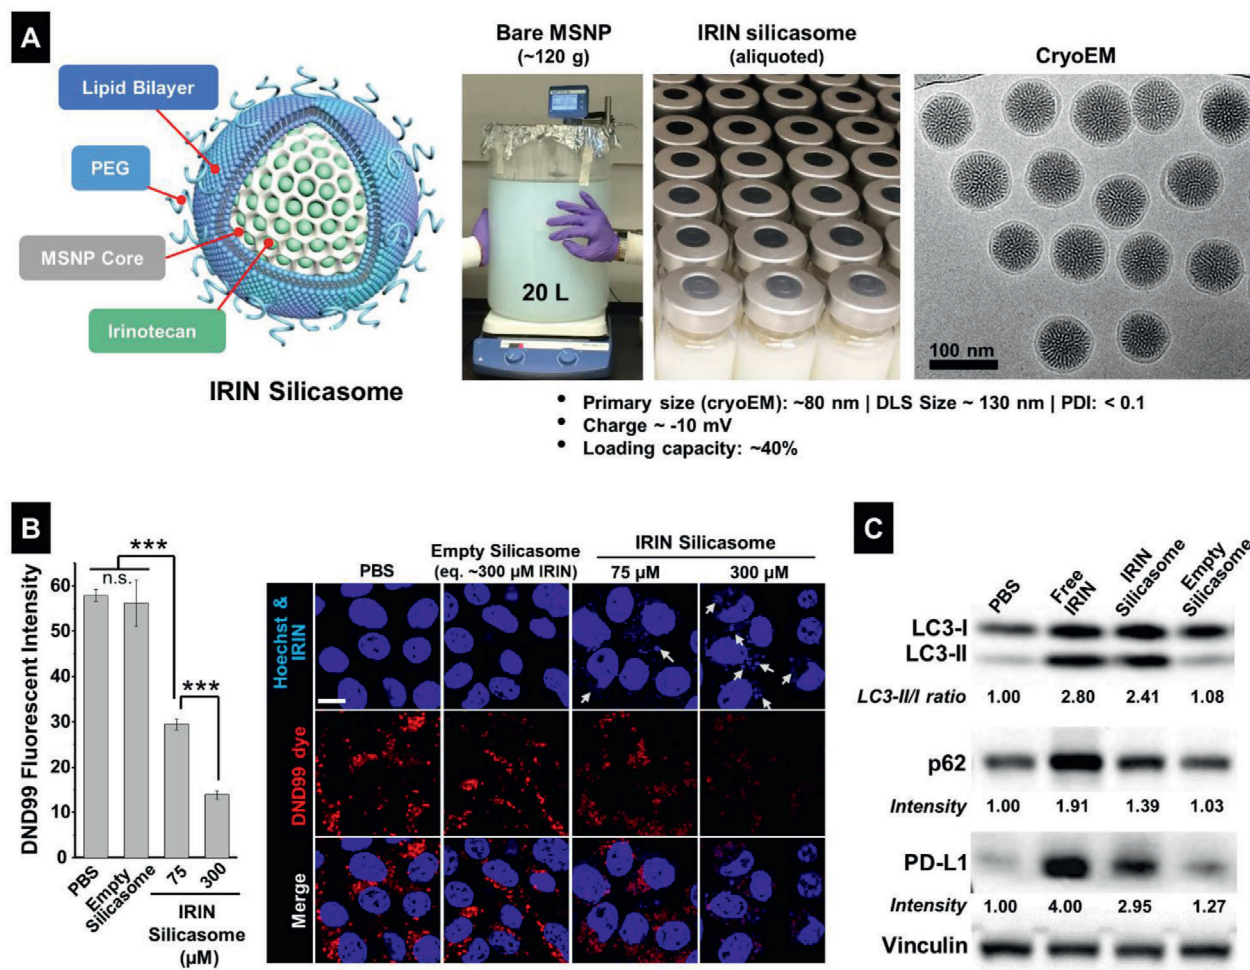 A
Lipid Bilayer
PEG
MSNP Core
Irinotecan
IRIN Silicasome
Bare MSNP
(~120 g)
20 L
IRIN silicasome
(aliquoted)
CryoEM
100 nm
• Primary size (cryoEM): ~80 nm | DLS Size ~ 130 nm | PDI: < 0.1
• Charge ~ -10 mV
• Loading capacity: ~40%
B
DND99 Fluorescent Intensity
60
50
40
30
20
10
0
***
n.s.
***
PBS
Empty
Silicasome
75
300
IRIN
Silicasome
(µM)
PBS
Empty Silicasome
(eq. ~300 µM IRIN)
IRIN Silicasome
75 µM
300 µM
Hoechst &
IRIN
DND99 dye
Merge
C
PBS
Free
IRIN
IRIN
Silicasome
Empty
Silicasome
LC3-I
LC3-II
LC3-II/I ratio 1.00 2.80 2.41 1.08
p62
Intensity 1.00 1.91 1.39 1.03
PD-L1
Intensity 1.00 4.00 2.95 1.27
Vinculin